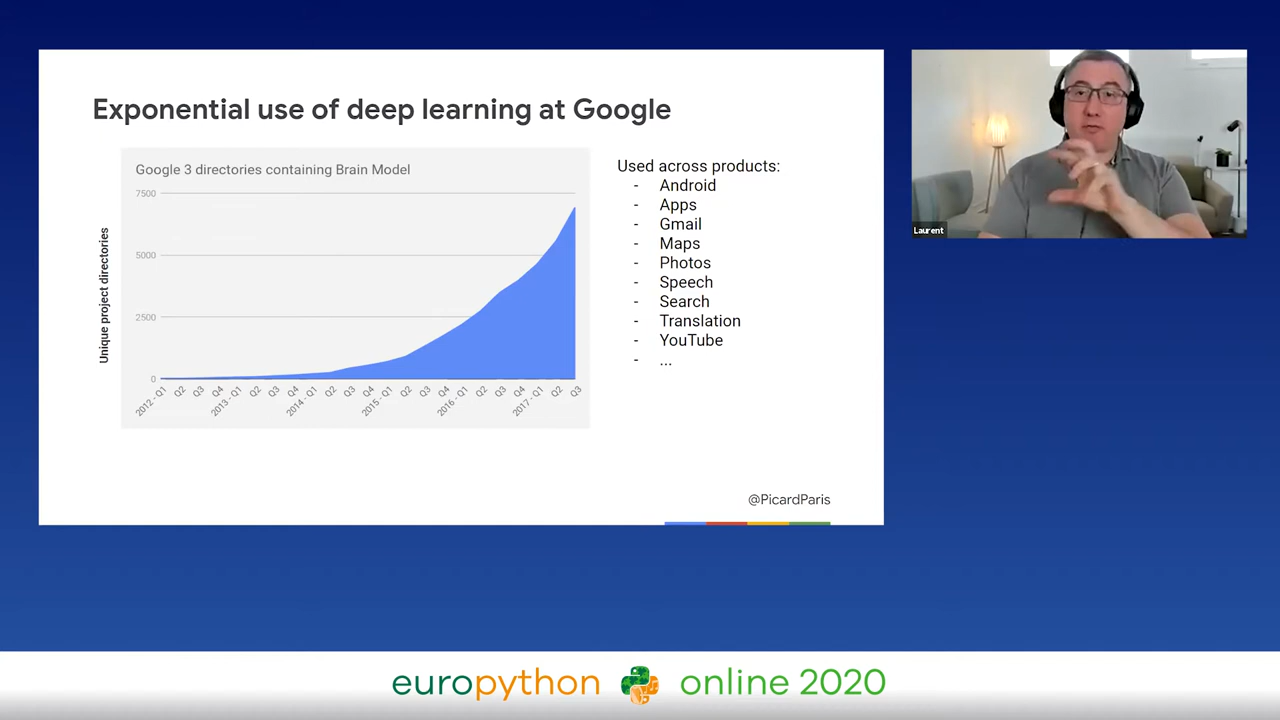 Exponential use of deep learning at Google
Google 3 directories containing Brain Model
Unique project directories
7500
5000
2500
0
2012 - Q1
Q2
Q3
Q4
2013 - Q1
Q2
Q3
Q4
2014 - Q1
Q2
Q3
Q4
2015 - Q1
Q2
Q3
Q4
2016 - Q1
Q2
Q3
Q4
2017 - Q1
Q2
Q3
Used across products:
- Android
- Apps
- Gmail
- Maps
- Photos
- Speech
- Search
- Translation
- YouTube
- ...
@PicardParis
Laurent
europython online 2020